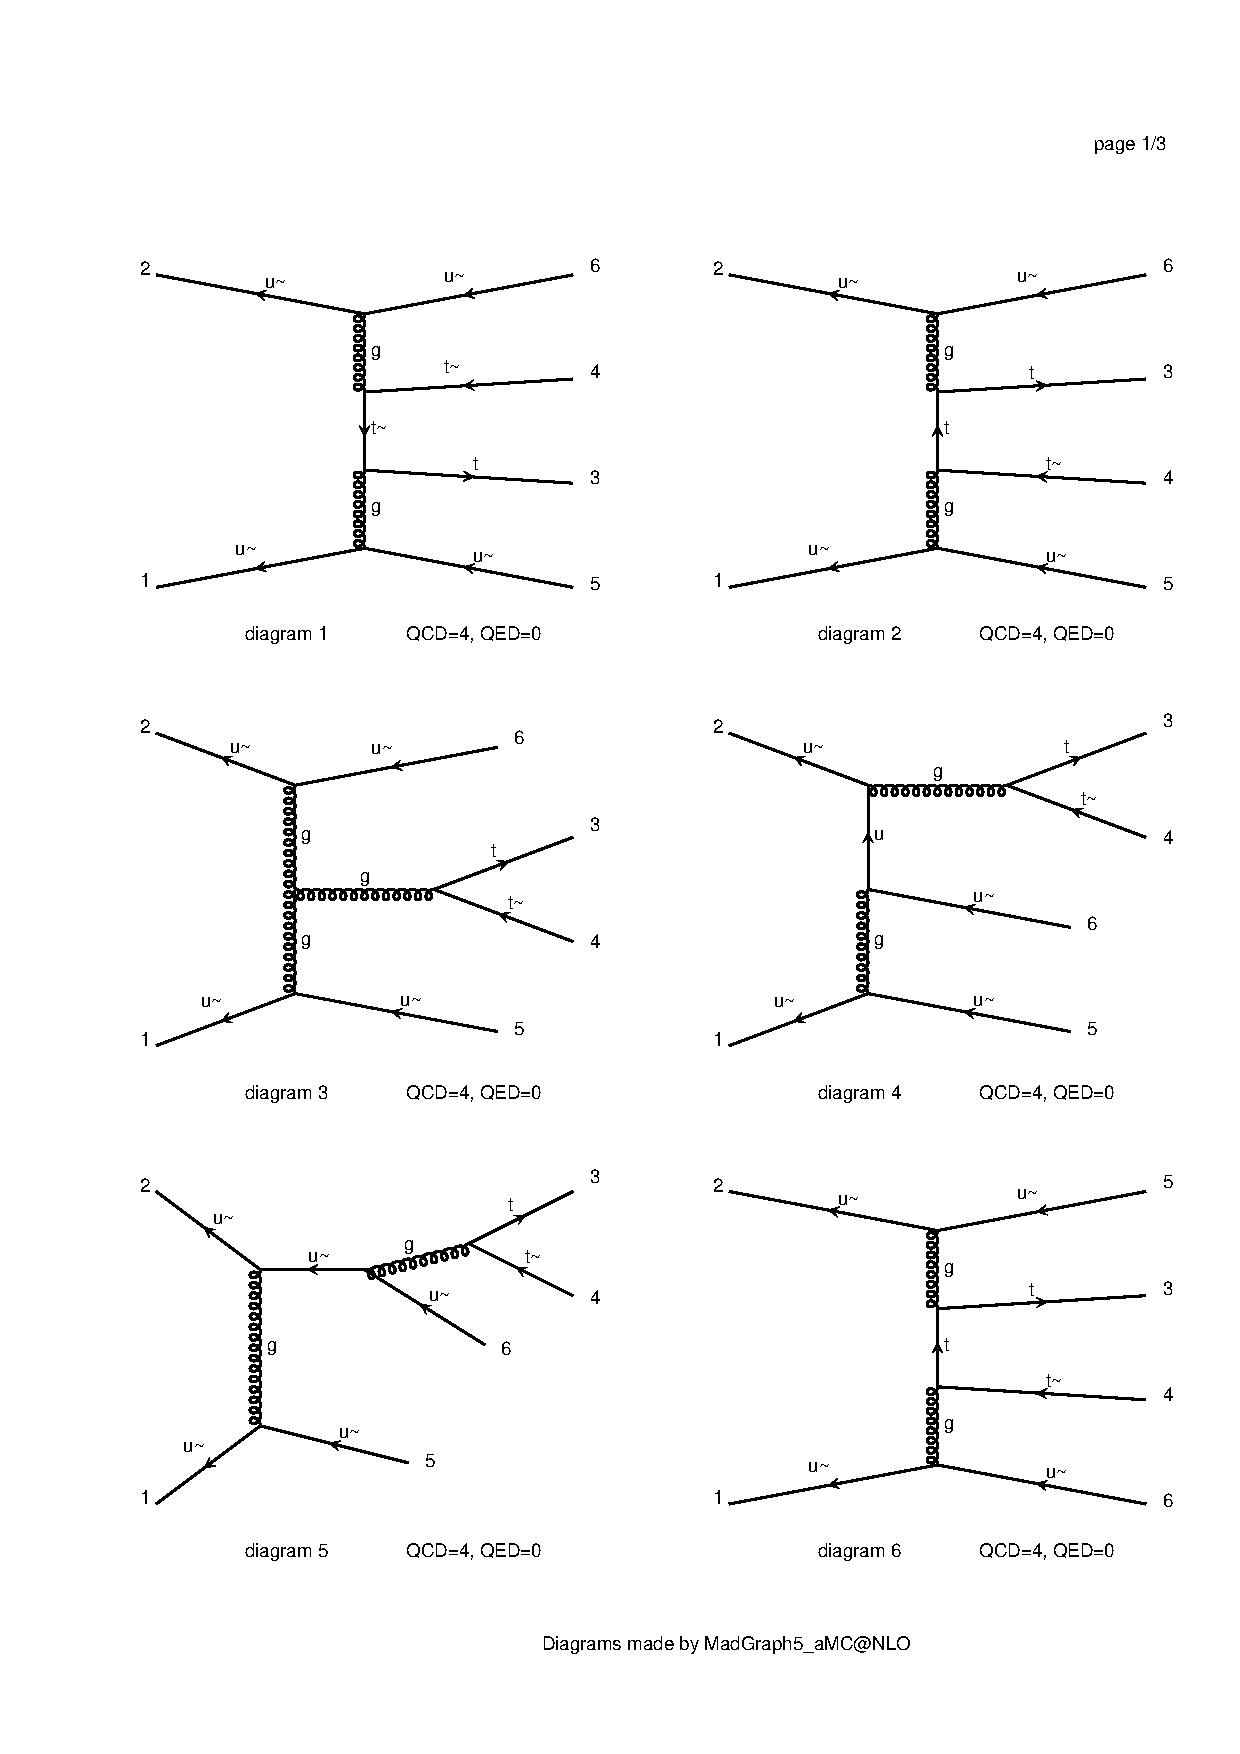 page 1/3
2 u~ u~ 6
g
t~ 4
t~
t 3
g
1 u~ u~ 5
diagram 1 QCD=4, QED=0
2 u~ u~ 6
g
t 3
t
t~ 4
g
1 u~ u~ 5
diagram 2 QCD=4, QED=0
2 u~ u~ 6
g
t 3
g
t~ 4
g
1 u~ u~ 5
diagram 3 QCD=4, QED=0
2 u~ g t 3
t~ 4
u
u~ 6
g
1 u~ u~ 5
diagram 4 QCD=4, QED=0
2 u~ u~ g t 3
t~ 4
u~ 6
g
1 u~ u~ 5
diagram 5 QCD=4, QED=0
2 u~ u~ 5
g
t 3
t
t~ 4
g
1 u~ u~ 6
diagram 6 QCD=4, QED=0
Diagrams made by MadGraph5_aMC@NLO